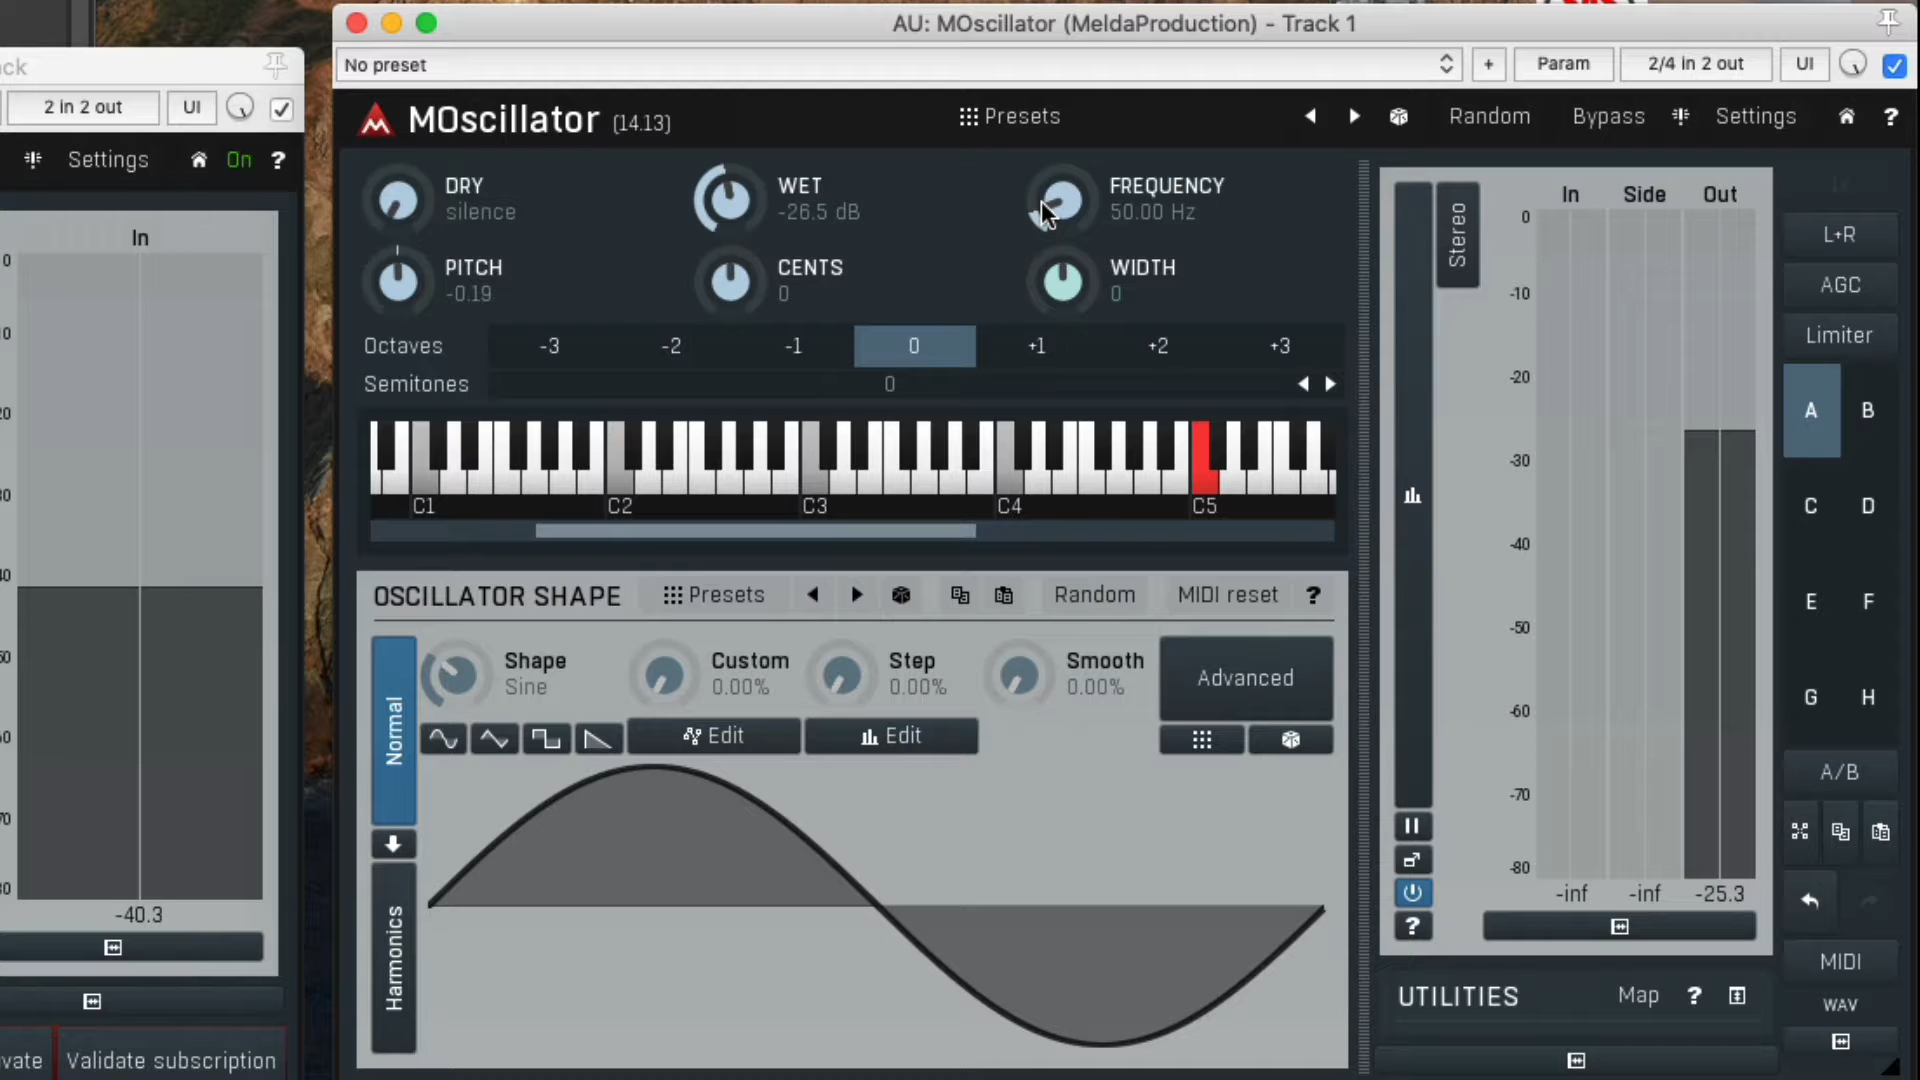 AU: MOscillator (MeldaProduction) - Track 1
ck
No preset
+
Param
2/4 in 2 out
UI
2 in 2 out
UI
MOscillator (14.13)
Presets
Random
Bypass
Settings
?
Settings
On
?
DRY
silence
WET
-26.5 dB
FREQUENCY
50.00 Hz
PITCH
-0.19
CENTS
0
WIDTH
0
Octaves
-3
-2
-1
0
+1
+2
+3
Semitones
0
C1
C2
C3
C4
C5
OSCILLATOR SHAPE
Presets
Random
MIDI reset
?
Normal
Shape
Sine
Custom
0.00%
Step
0.00%
Smooth
0.00%
Advanced
Edit
Edit
Harmonics
Stereo
In
Side
Out
0
-10
-20
-30
-40
-50
-60
-70
-80
-inf
-inf
-25.3
?
UTILITIES
Map
?
L+R
AGC
Limiter
A
B
C
D
E
F
G
H
A/B
MIDI
WAV
In
0
10
20
30
40
50
60
70
80
-40.3
vate
Validate subscription